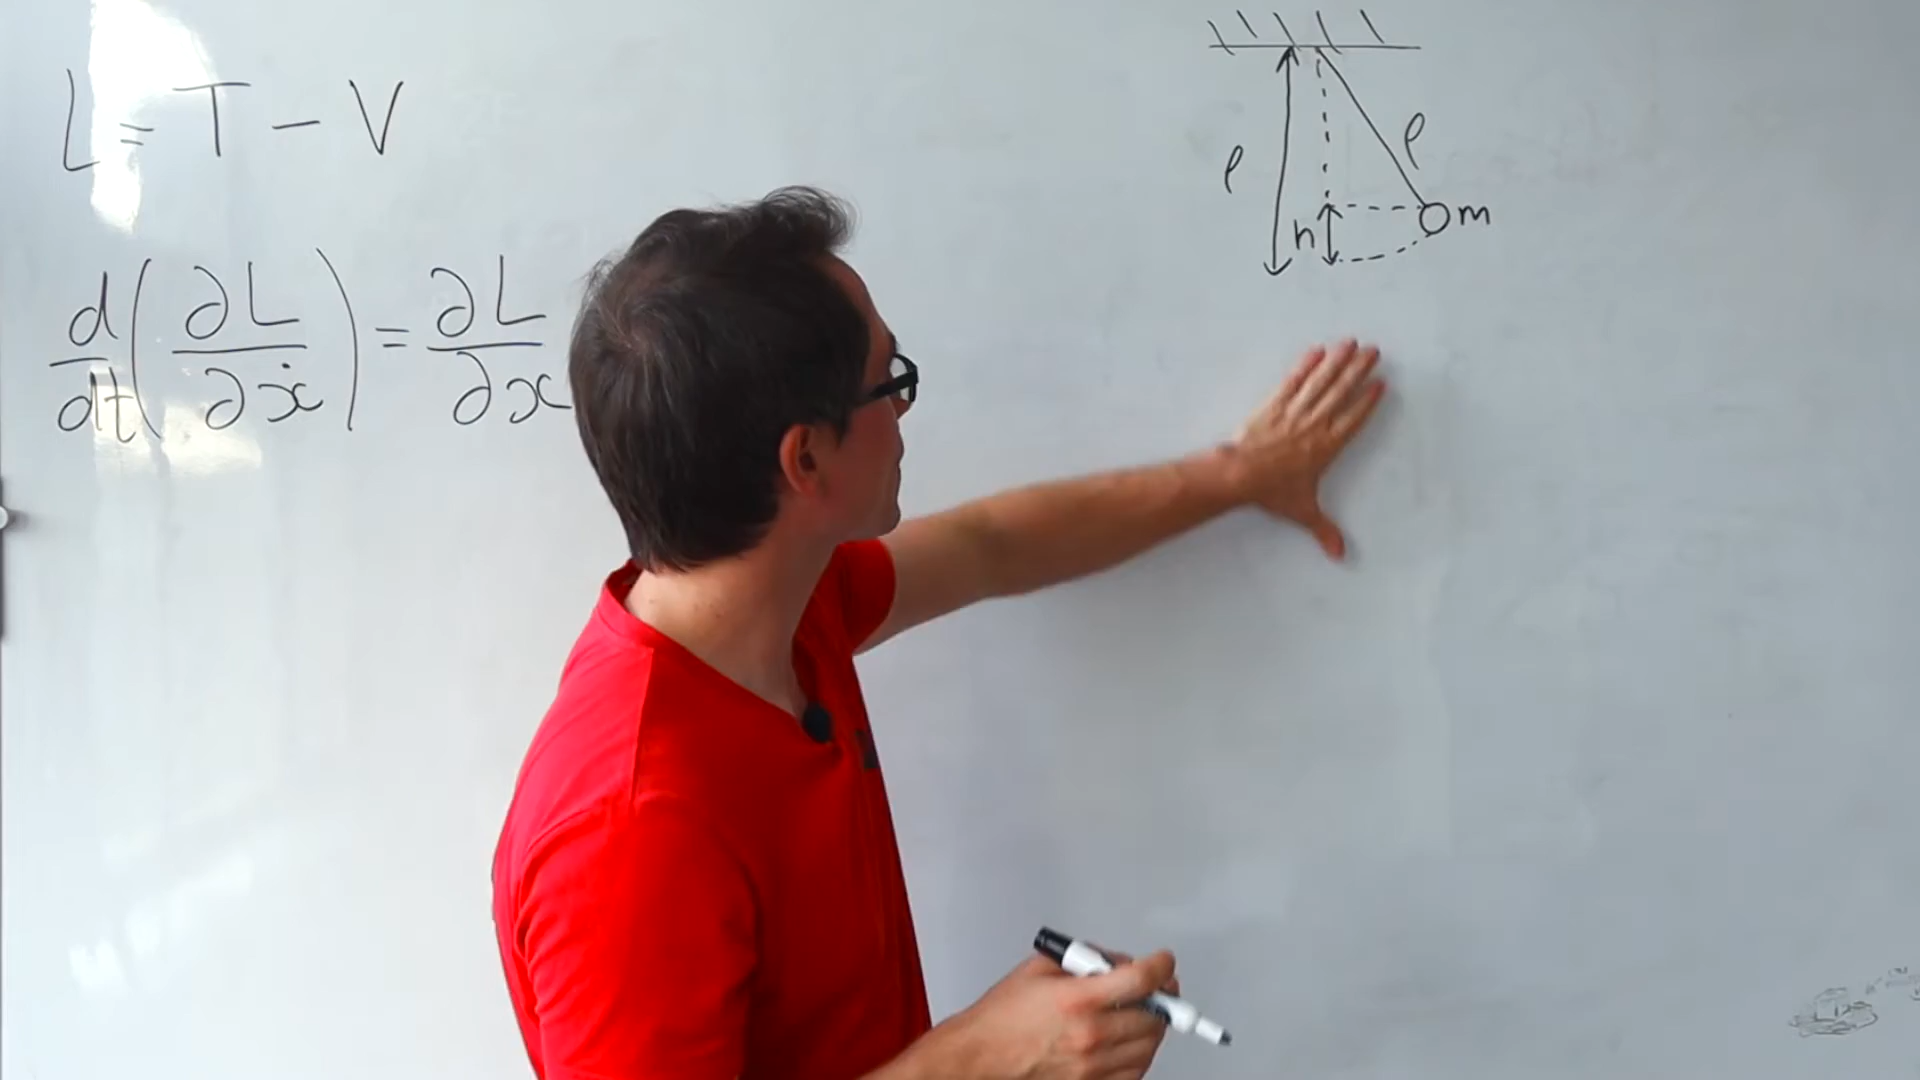 L = T - V
d/dt(∂L/∂ẋ) = ∂L/∂x
ℓ
ℓ
h
m